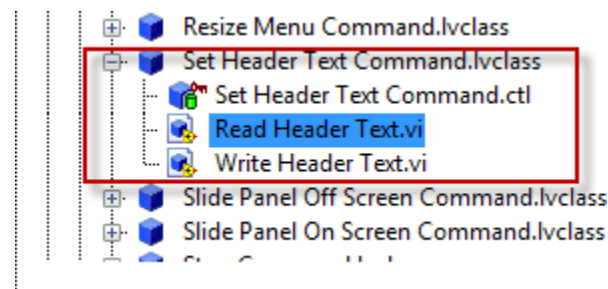 Resize Menu Command.lvclass
Set Header Text Command.lvclass
Set Header Text Command.ctl
Read Header Text.vi
Write Header Text.vi
Slide Panel Off Screen Command.lvclass
Slide Panel On Screen Command.lvclass